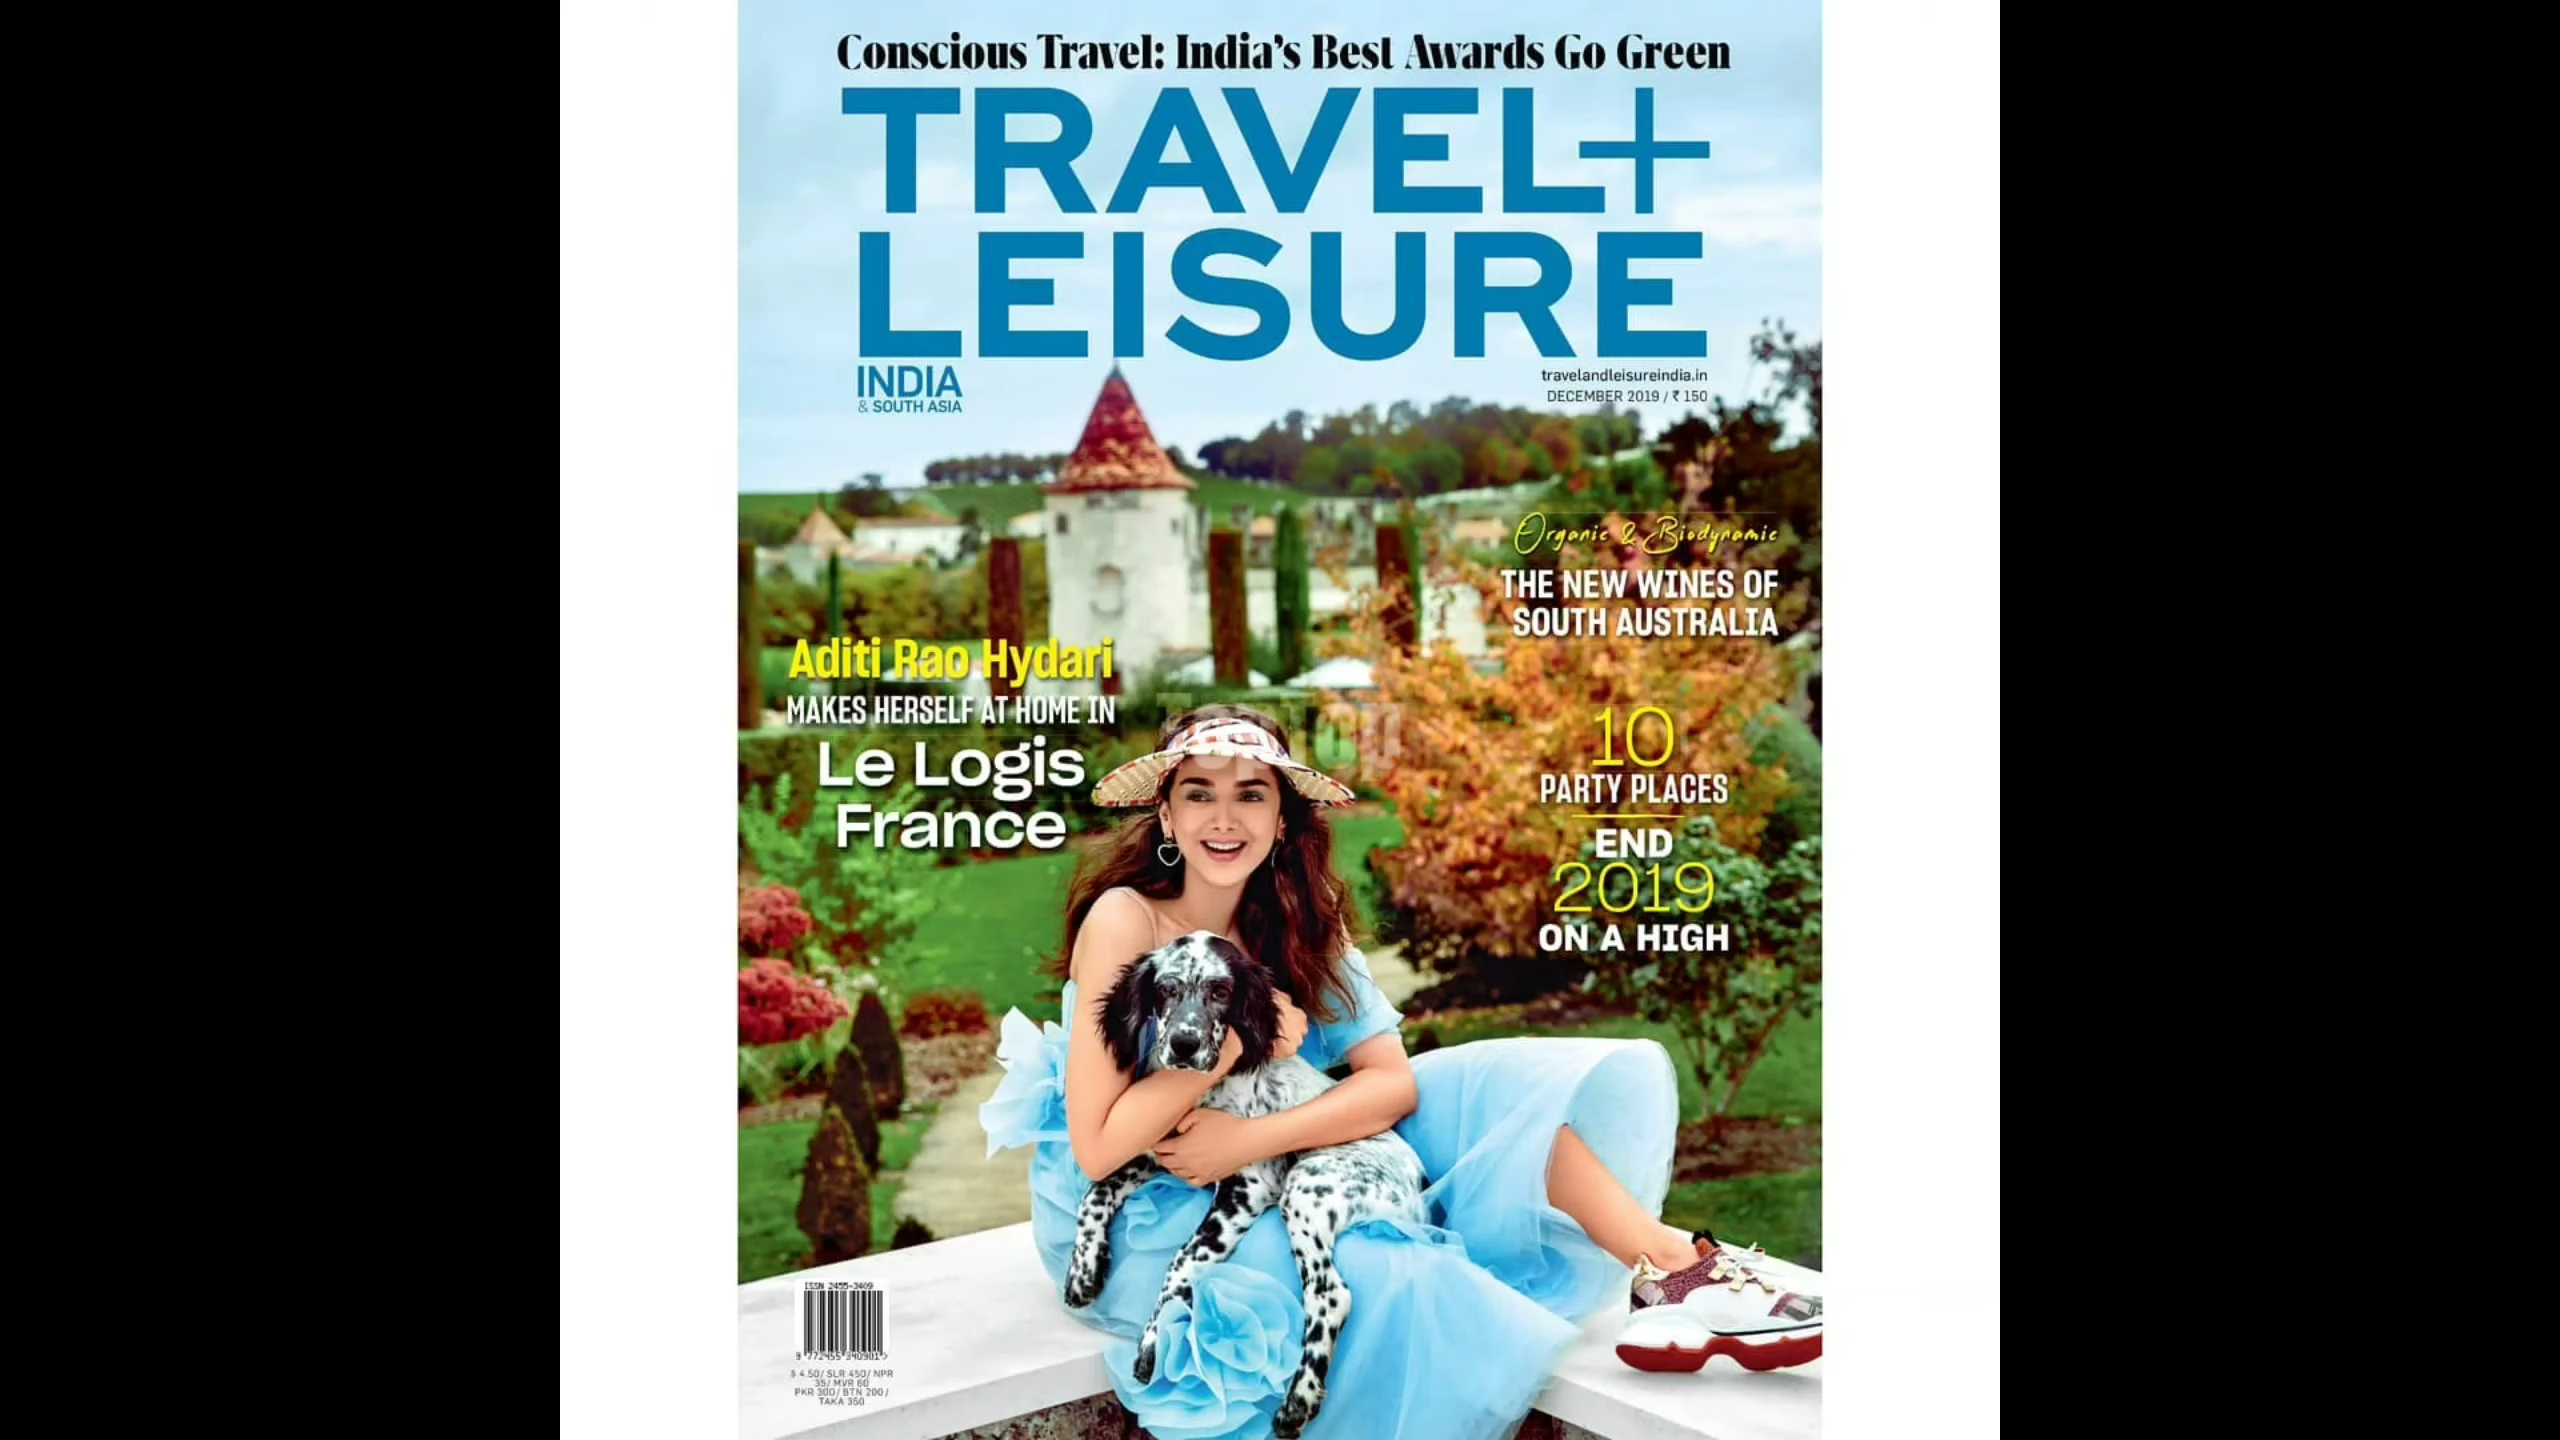 Conscious Travel: India's Best Awards Go Green
TRAVEL+
LEISURE
INDIA
& SOUTH ASIA
travelandleisureindia.in
DECEMBER 2019 / ₹ 150
Organic & Biodynamic
THE NEW WINES OF
SOUTH AUSTRALIA
Aditi Rao Hydari
MAKES HERSELF AT HOME IN
Le Logis
France
TopTop
10
PARTY PLACES
END
2019
ON A HIGH
ISSN 2455-3409
$ 4.50/ SLR 450/ NPR
35/ MVR 60
PKR 300/ BTN 200/
TAKA 350